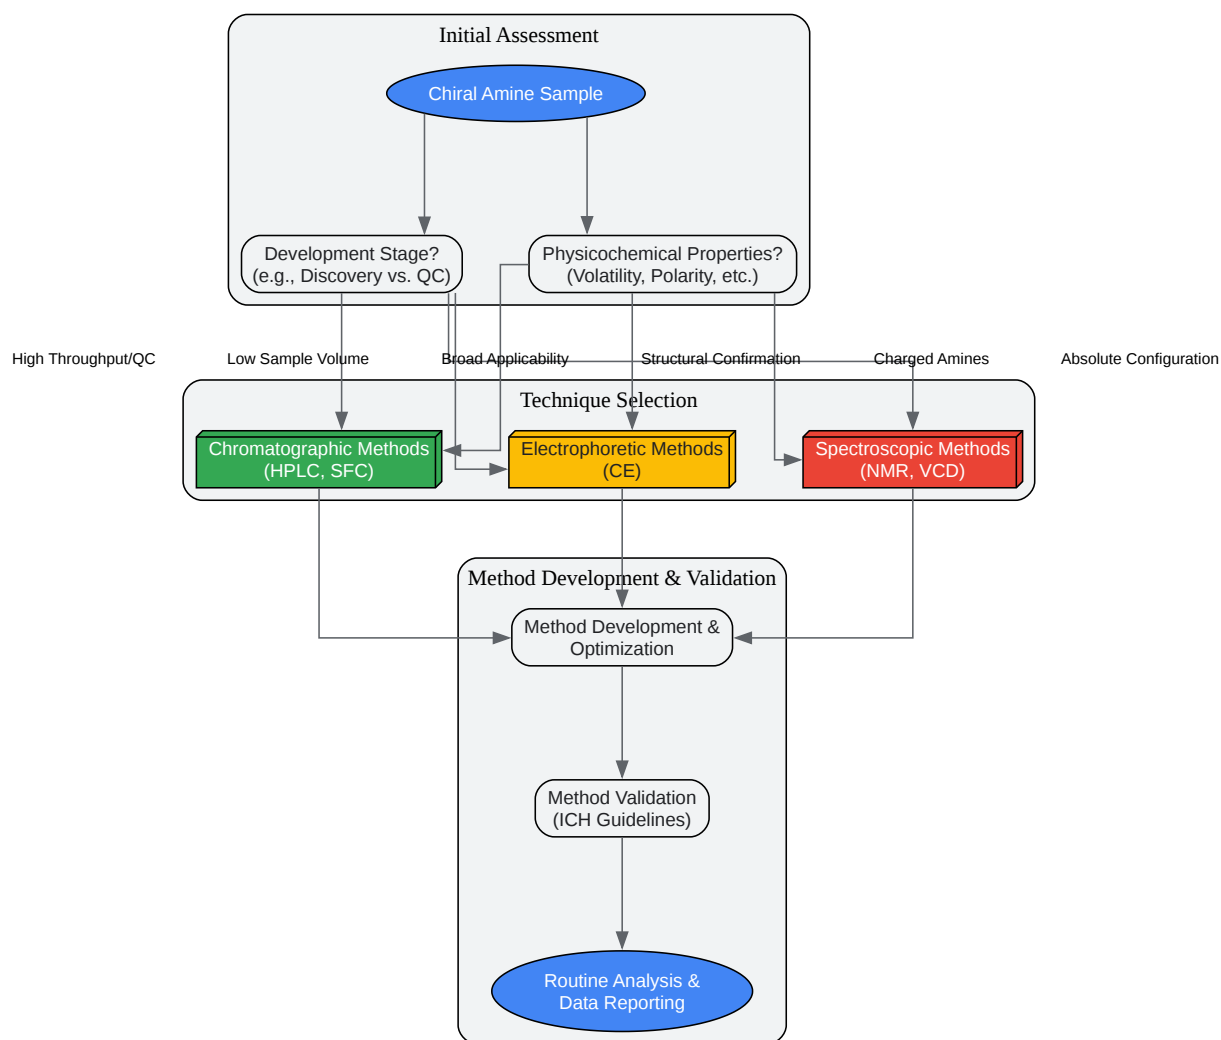 Initial Assessment
Chiral Amine Sample
Development Stage?
(e.g., Discovery vs. QC)
Physicochemical Properties?
(Volatility, Polarity, etc.)
High Throughput/QC
Low Sample Volume
Broad Applicability
Structural Confirmation
Charged Amines
Absolute Configuration
Technique Selection
Chromatographic Methods
(HPLC, SFC)
Electrophoretic Methods
(CE)
Spectroscopic Methods
(NMR, VCD)
Method Development & Validation
Method Development &
Optimization
Method Validation
(ICH Guidelines)
Routine Analysis &
Data Reporting